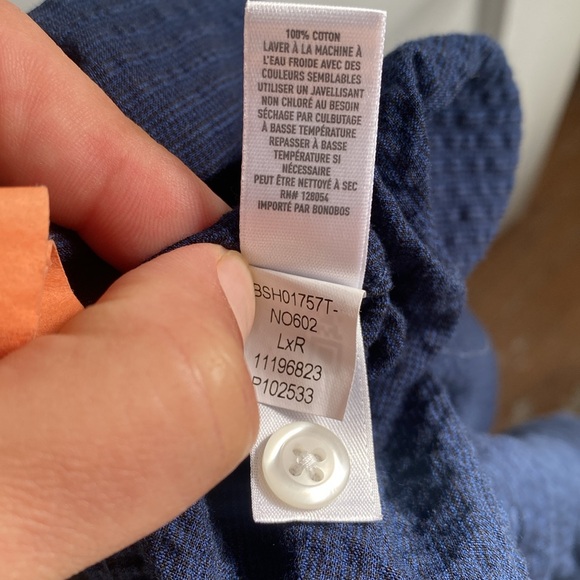 100% COTON
LAVER À LA MACHINE À
L'EAU FROIDE AVEC DES
COULEURS SEMBLABLES
UTILISER UN JAVELLISANT
NON CHLORÉ AU BESOIN
SÉCHAGE PAR CULBUTAGE
À BASSE TEMPÉRATURE
REPASSER À BASSE
TEMPÉRATURE SI
NÉCESSAIRE
PEUT ÊTRE NETTOYÉ À SEC
RN# 128054
IMPORTÉ PAR BONOBOS
BSH01757T-
NO602
LxR
11196823
P102533